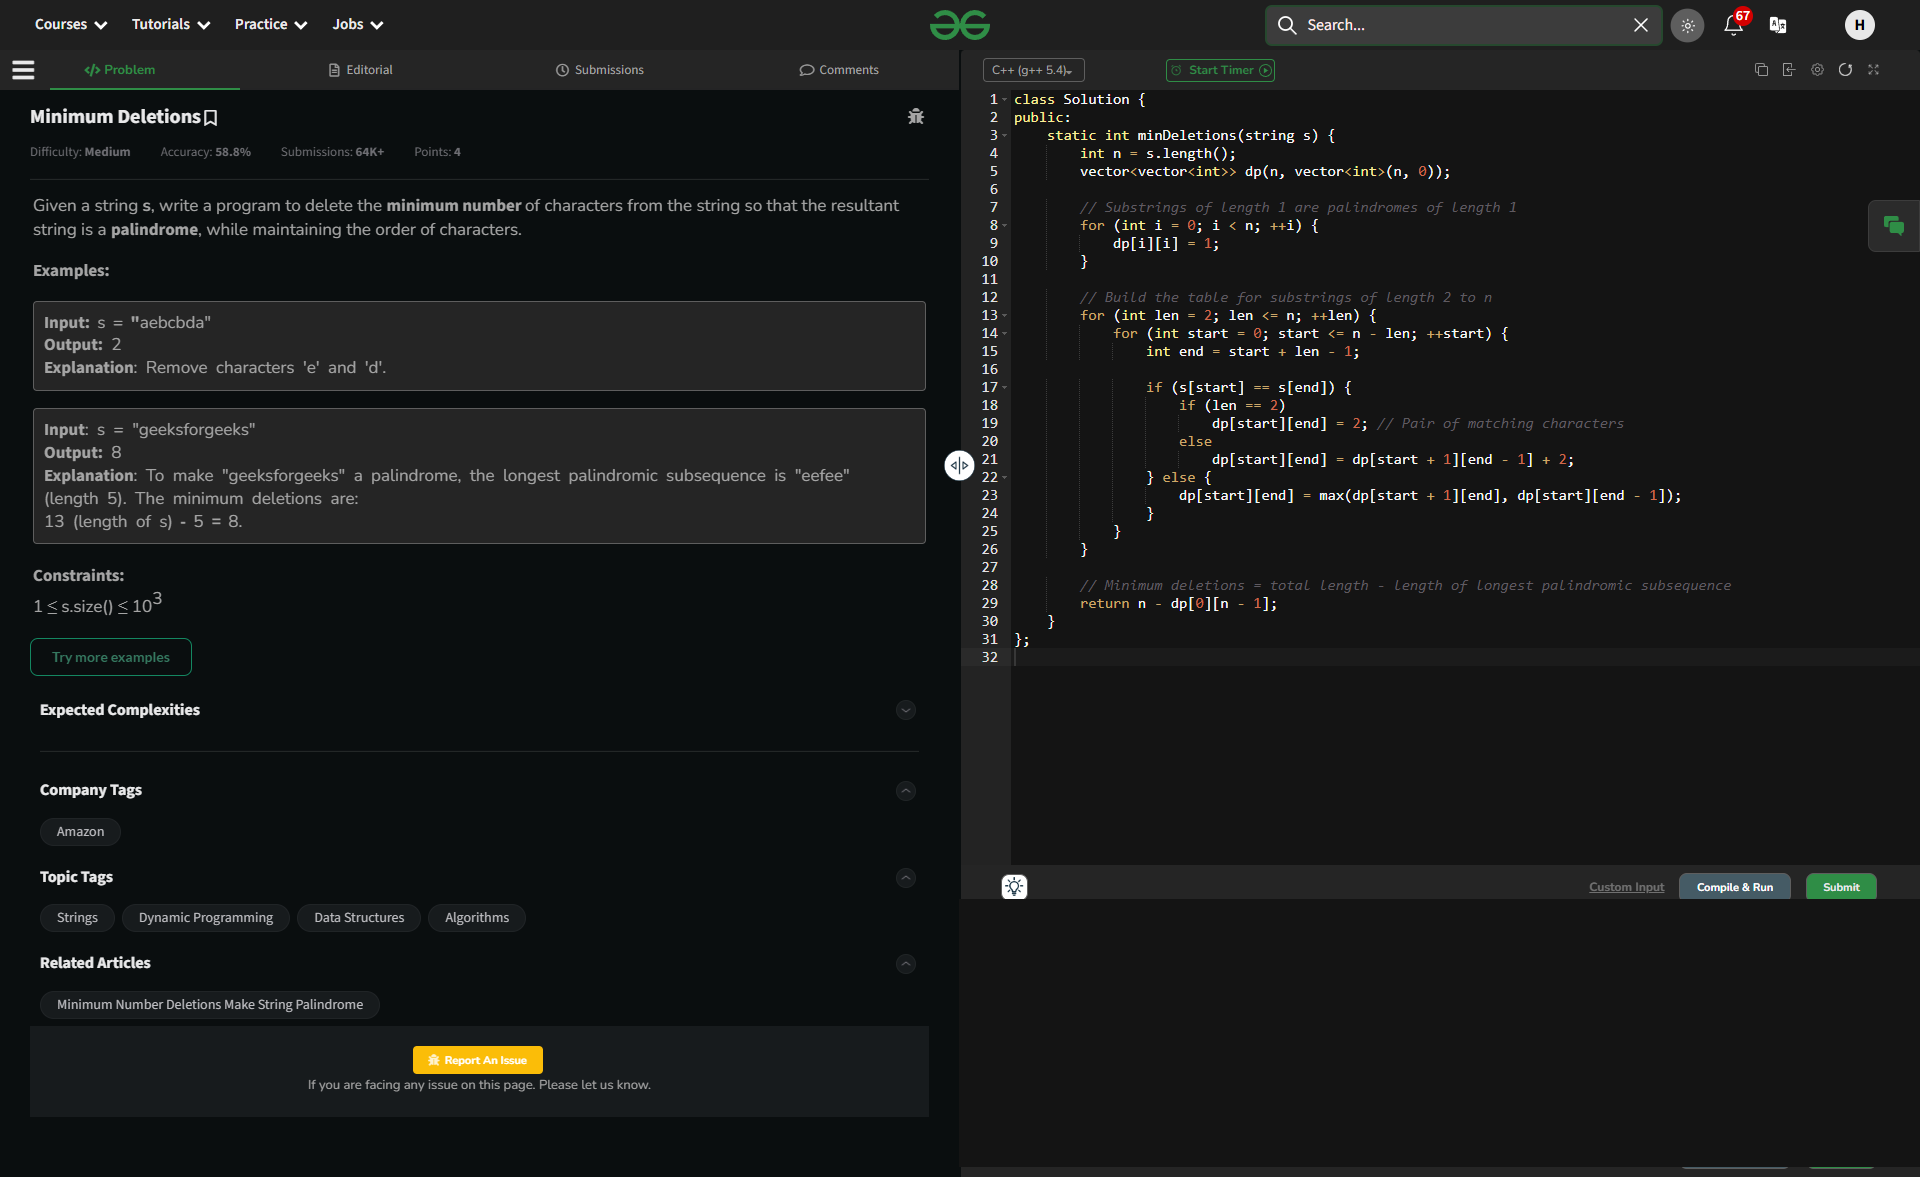 Courses Tutorials Practice Jobs
Search...
67
H
</> Problem Editorial Submissions Comments
Minimum Deletions
Difficulty: Medium Accuracy: 58.8% Submissions: 64K+ Points: 4
Given a string s, write a program to delete the minimum number of characters from the string so that the resultant
string is a palindrome, while maintaining the order of characters.
Examples:
Input: s = "aebcbda"
Output: 2
Explanation: Remove characters 'e' and 'd'.
Input: s = "geeksforgeeks"
Output: 8
Explanation: To make "geeksforgeeks" a palindrome, the longest palindromic subsequence is "eefee"
(length 5). The minimum deletions are:
13 (length of s) - 5 = 8.
Constraints:
1 ≤ s.size() ≤ 10^3
Try more examples
Expected Complexities
Company Tags
Amazon
Topic Tags
Strings Dynamic Programming Data Structures Algorithms
Related Articles
Minimum Number Deletions Make String Palindrome
Report An Issue
If you are facing any issue on this page. Please let us know.
C++ (g++ 5.4) Start Timer
1 class Solution {
2 public:
3     static int minDeletions(string s) {
4         int n = s.length();
5         vector<vector<int>> dp(n, vector<int>(n, 0));
6
7         // Substrings of length 1 are palindromes of length 1
8         for (int i = 0; i < n; ++i) {
9             dp[i][i] = 1;
10         }
11
12         // Build the table for substrings of length 2 to n
13         for (int len = 2; len <= n; ++len) {
14             for (int start = 0; start <= n - len; ++start) {
15                 int end = start + len - 1;
16
17                 if (s[start] == s[end]) {
18                     if (len == 2)
19                         dp[start][end] = 2; // Pair of matching characters
20                     else
21                         dp[start][end] = dp[start + 1][end - 1] + 2;
22                 } else {
23                     dp[start][end] = max(dp[start + 1][end], dp[start][end - 1]);
24                 }
25             }
26         }
27
28         // Minimum deletions = total length - length of longest palindromic subsequence
29         return n - dp[0][n - 1];
30     }
31 };
32
Custom Input Compile & Run Submit